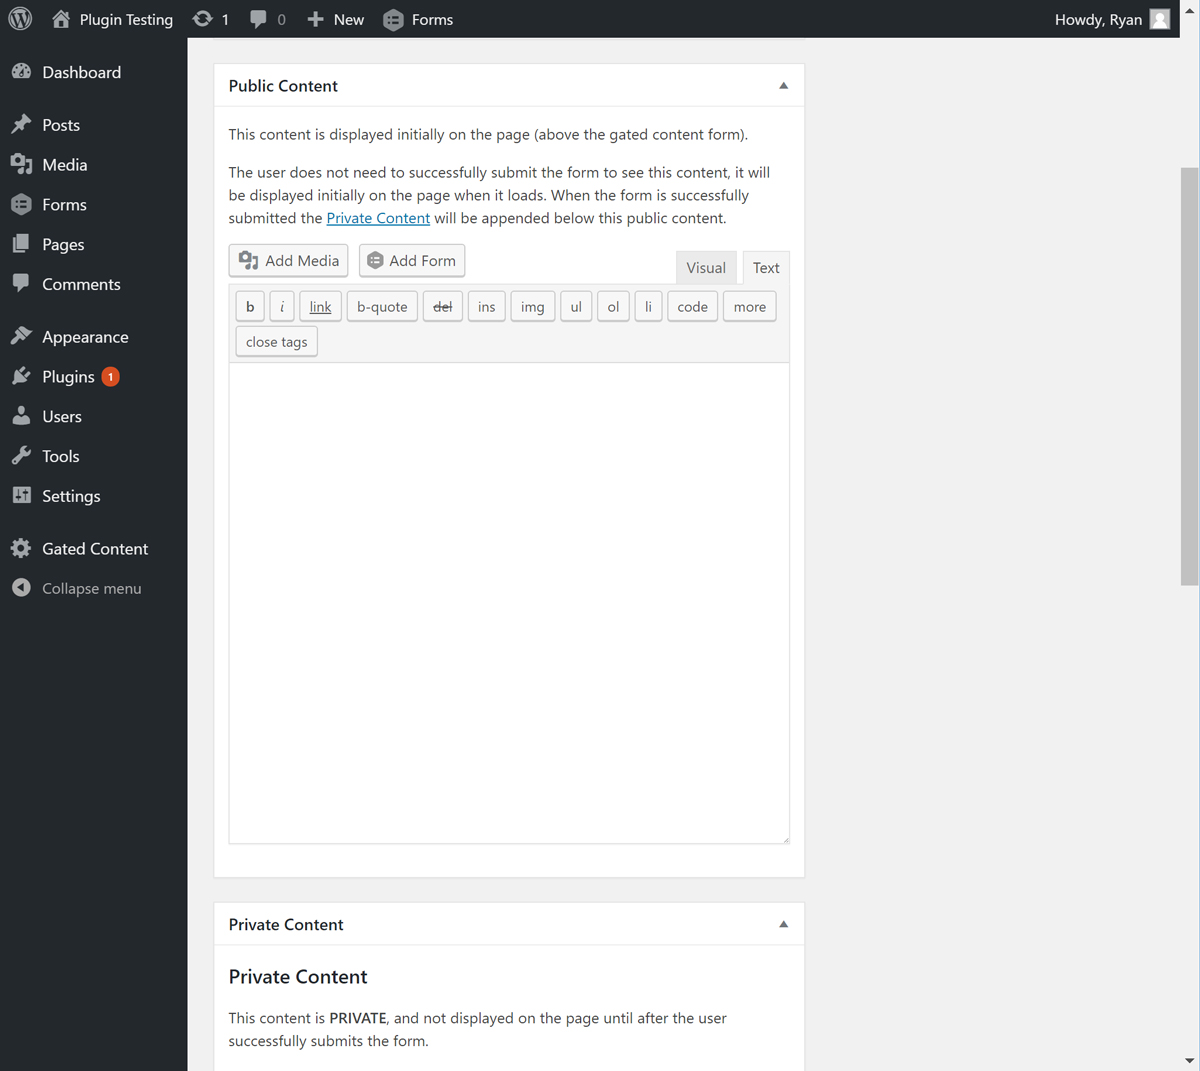 Plugin Testing 1 0 New Forms Howdy, Ryan
Dashboard
Posts
Media
Forms
Pages
Comments
Appearance
Plugins 1
Users
Tools
Settings
Gated Content
Collapse menu
Public Content
This content is displayed initially on the page (above the gated content form).
The user does not need to successfully submit the form to see this content, it will
be displayed initially on the page when it loads. When the form is successfully
submitted the Private Content will be appended below this public content.
Add Media Add Form Visual Text
b i link b-quote del ins img ul ol li code more
close tags
Private Content
Private Content
This content is PRIVATE, and not displayed on the page until after the user
successfully submits the form.